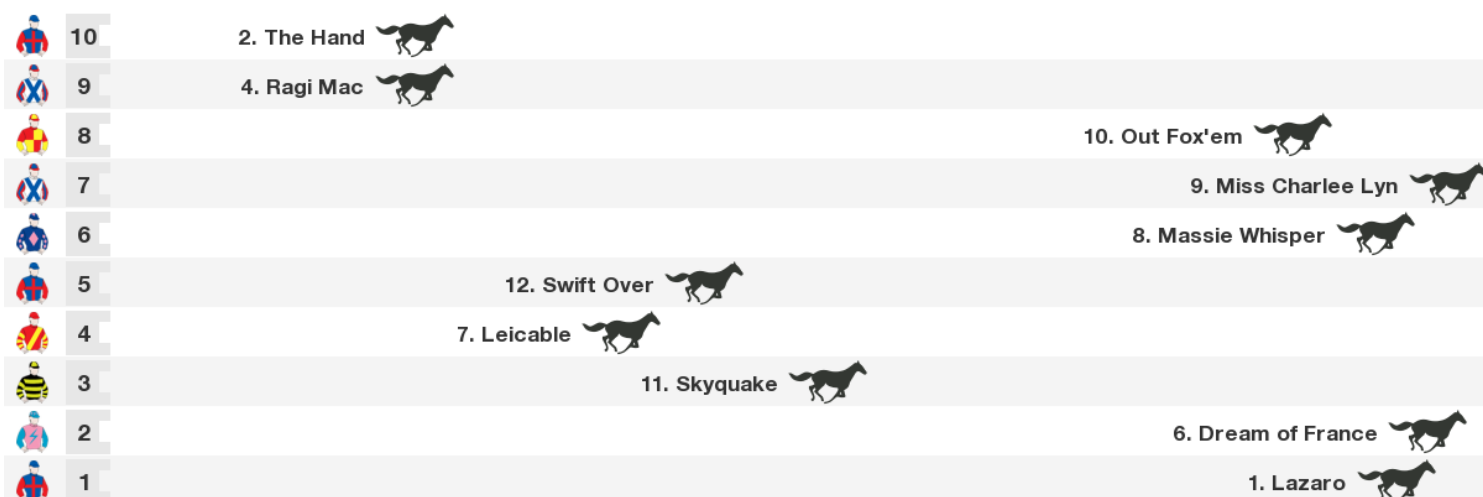 10 2. The Hand
9 4. Ragi Mac
8 10. Out Fox'em
7 9. Miss Charlee Lyn
6 8. Massie Whisper
5 12. Swift Over
4 7. Leicable
3 11. Skyquake
2 6. Dream of France
1 1. Lazaro